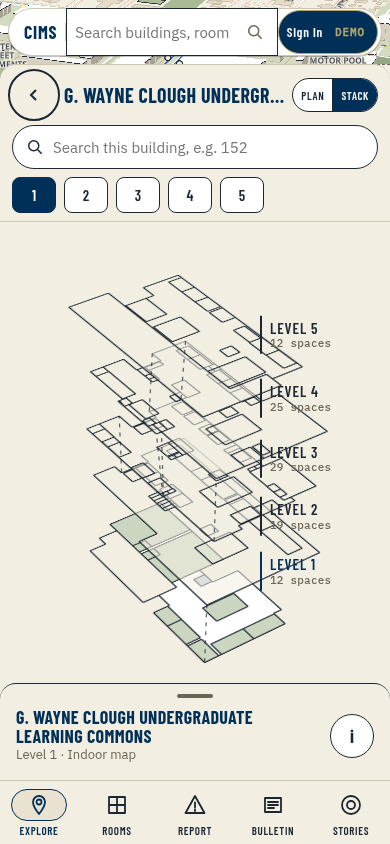 CIMS
Search buildings, room
Sign In DEMO
MOTOR POOL
G. WAYNE CLOUGH UNDERGR...
PLAN STACK
Search this building, e.g. 152
1 2 3 4 5
LEVEL 5
12 spaces
LEVEL 4
25 spaces
LEVEL 3
29 spaces
LEVEL 2
19 spaces
LEVEL 1
12 spaces
G. WAYNE CLOUGH UNDERGRADUATE
LEARNING COMMONS
Level 1 · Indoor map
i
EXPLORE ROOMS REPORT BULLETIN STORIES